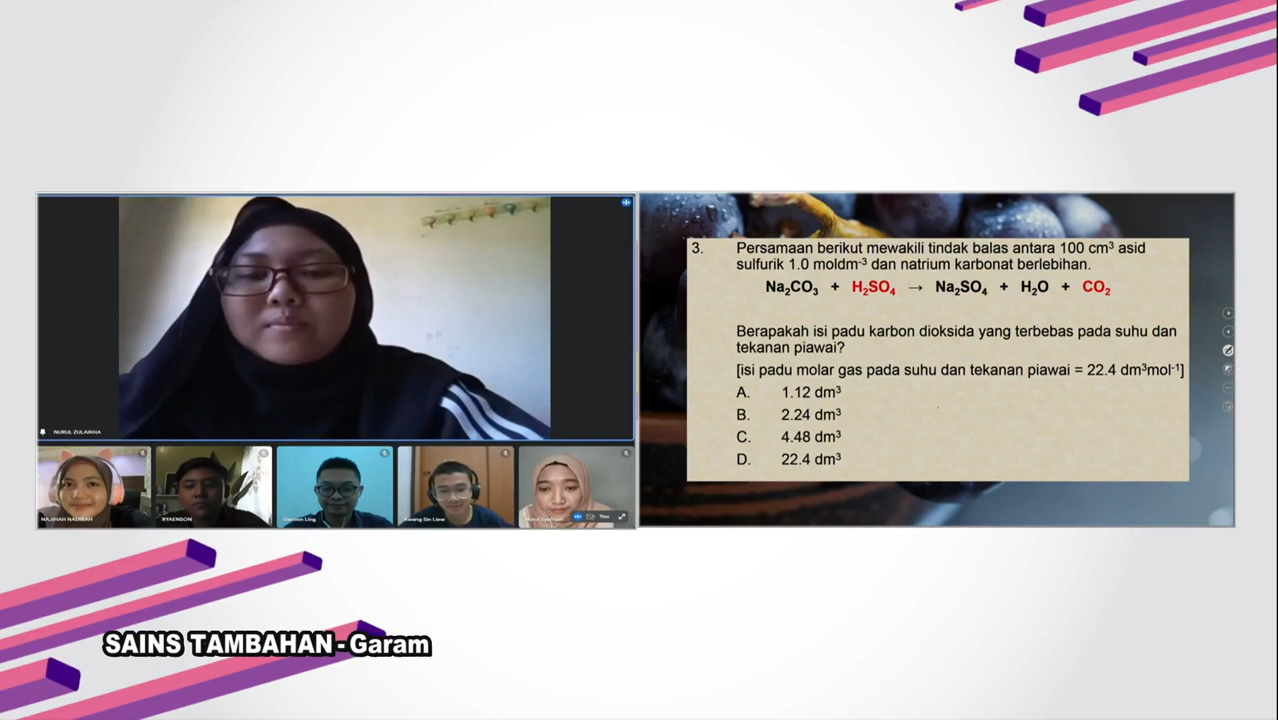 NURUL ZULAIKHA
NAJIHAH NADIRAH
RYAENSON
Ling
Kwang Sin Liew
You
3. Persamaan berikut mewakili tindak balas antara 100 cm³ asid
sulfurik 1.0 moldm⁻³ dan natrium karbonat berlebihan.
Na₂CO₃ + H₂SO₄ → Na₂SO₄ + H₂O + CO₂
Berapakah isi padu karbon dioksida yang terbebas pada suhu dan
tekanan piawai?
[isi padu molar gas pada suhu dan tekanan piawai = 22.4 dm³mol⁻¹]
A. 1.12 dm³
B. 2.24 dm³
C. 4.48 dm³
D. 22.4 dm³
SAINS TAMBAHAN - Garam